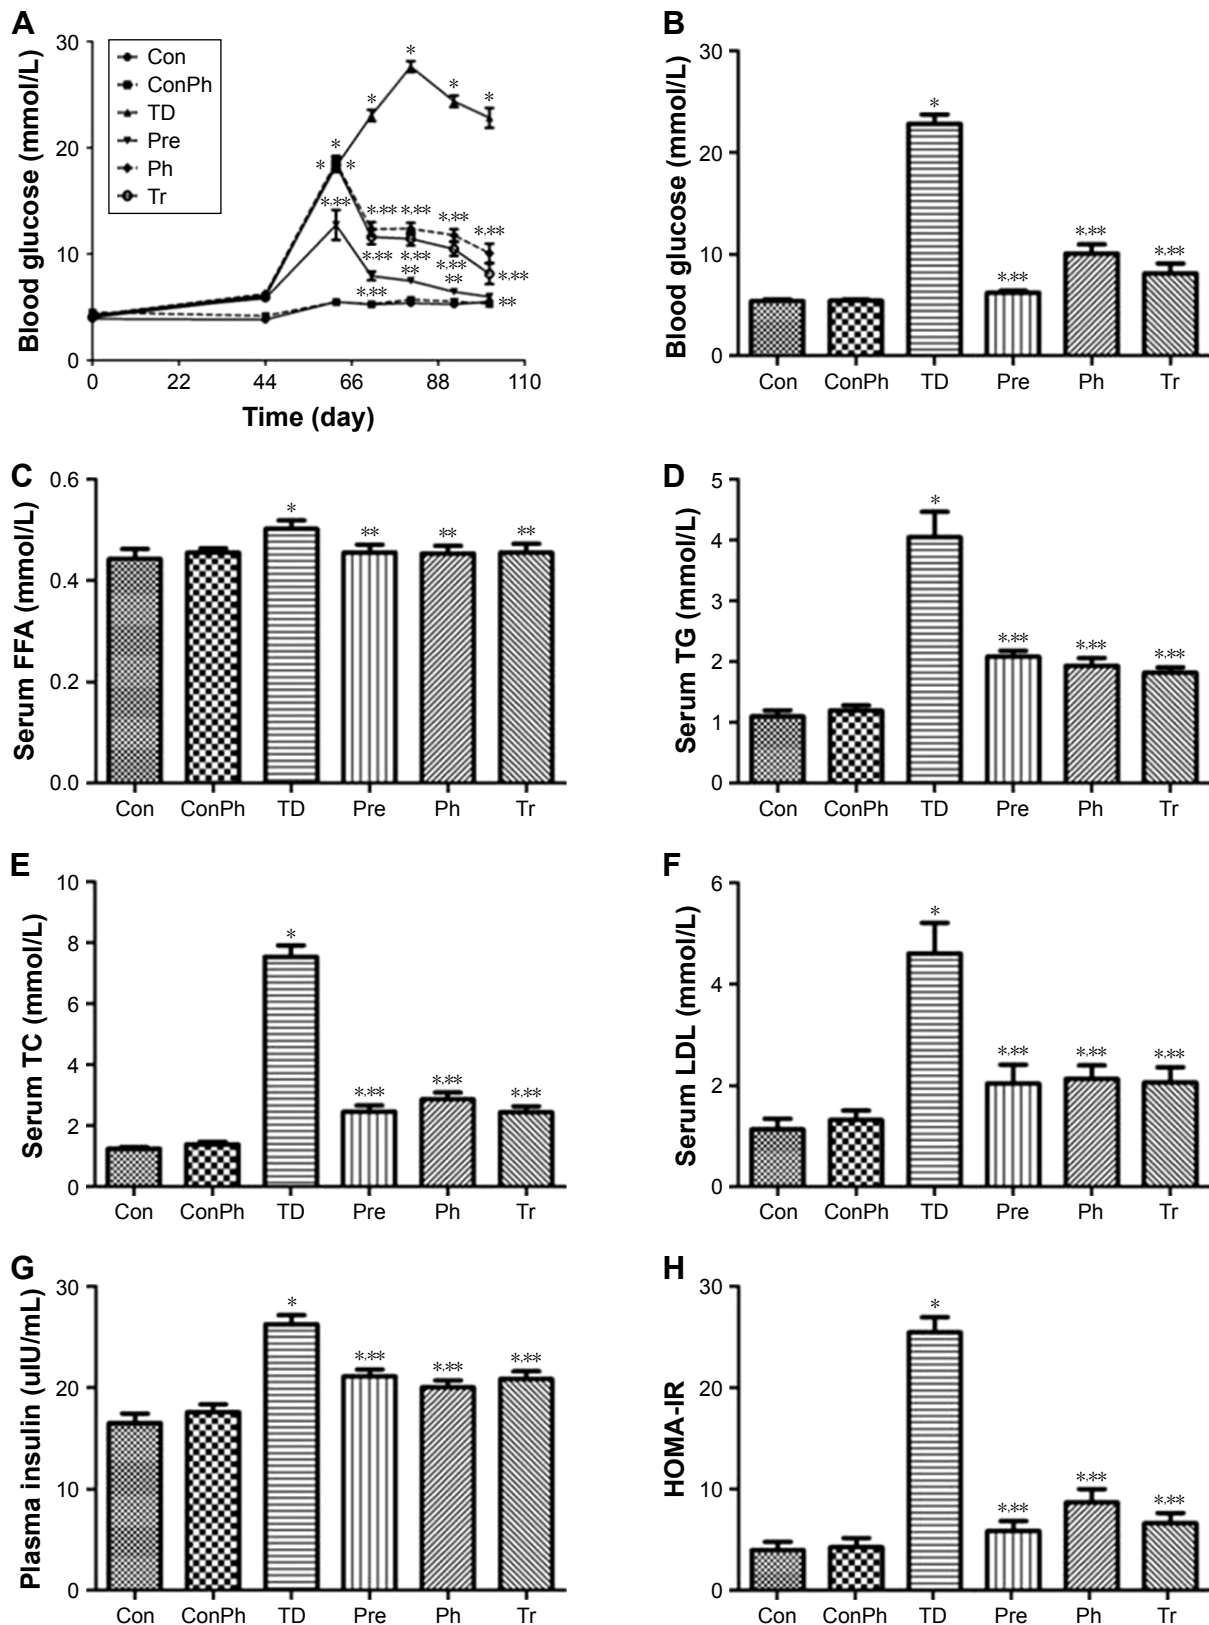 A
Blood glucose (mmol/L)
30
20
10
0
Con
ConPh
TD
Pre
Ph
Tr
*
*
*
*
*
* *
*,**
*,** *,**
*,**
*,**
*,** *,**
**
*,**
**
*,**
*,**
**
0 22 44 66 88 110
Time (day)
B
Blood glucose (mmol/L)
30
20
10
0
*
*,**
*,**
*,**
Con ConPh TD Pre Ph Tr
C
Serum FFA (mmol/L)
0.6
0.4
0.2
0.0
*
** ** **
Con ConPh TD Pre Ph Tr
D
Serum TG (mmol/L)
5
4
3
2
1
0
*
*,** *,** *,**
Con ConPh TD Pre Ph Tr
E
Serum TC (mmol/L)
10
8
6
4
2
0
*
*,** *,** *,**
Con ConPh TD Pre Ph Tr
F
Serum LDL (mmol/L)
6
4
2
0
*
*,** *,** *,**
Con ConPh TD Pre Ph Tr
G
Plasma insulin (uIU/mL)
30
20
10
0
*
*,** *,** *,**
Con ConPh TD Pre Ph Tr
H
HOMA-IR
30
20
10
0
*
*,** *,** *,**
Con ConPh TD Pre Ph Tr